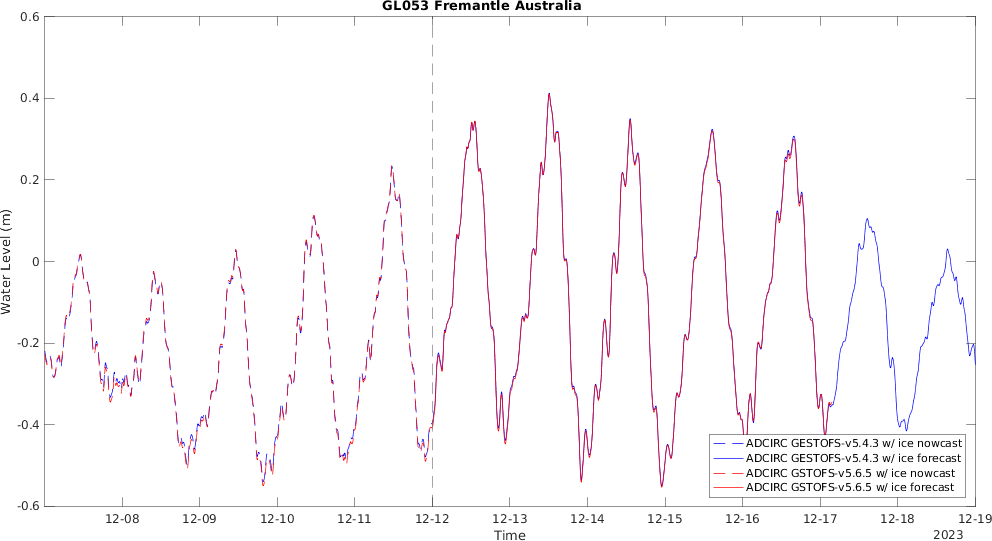 GL053 Fremantle Australia
0.6
0.4
0.2
0
-0.2
-0.4
-0.6
Water Level (m)
12-08
12-09
12-10
12-11
12-12
12-13
12-14
12-15
12-16
12-17
12-18
12-19
Time
2023
ADCIRC GESTOFS-v5.4.3 w/ ice nowcast
ADCIRC GESTOFS-v5.4.3 w/ ice forecast
ADCIRC GSTOFS-v5.6.5 w/ ice nowcast
ADCIRC GSTOFS-v5.6.5 w/ ice forecast